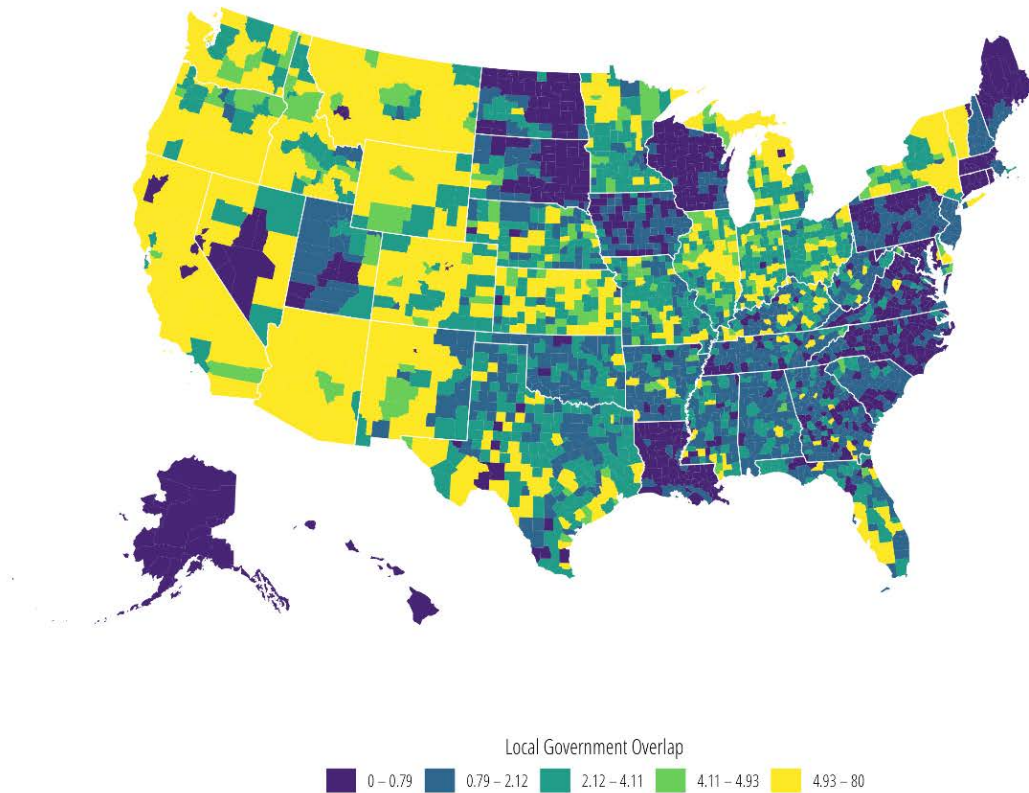 Local Government Overlap
0 – 0.79 0.79 – 2.12 2.12 – 4.11 4.11 – 4.93 4.93 – 80